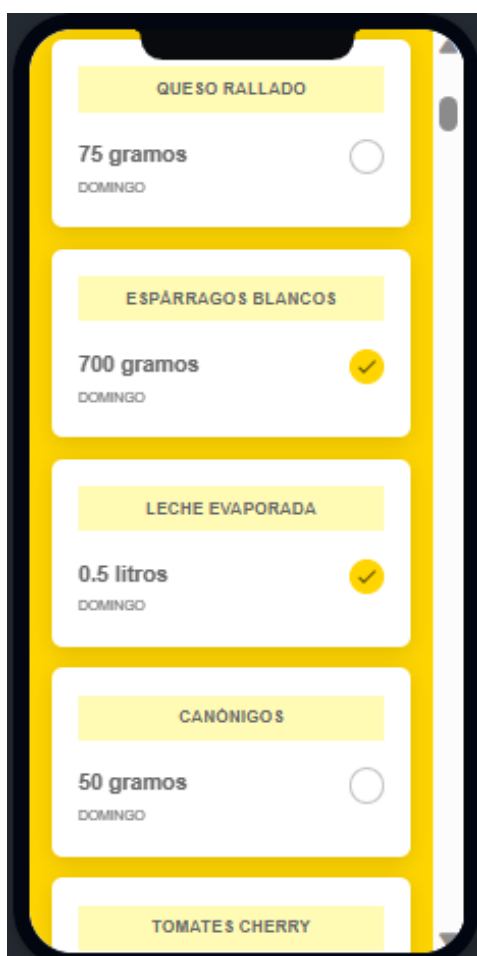 QUESO RALLADO
75 gramos
DOMINGO
ESPÁRRAGOS BLANCOS
700 gramos
DOMINGO
LECHE EVAPORADA
0.5 litros
DOMINGO
CANÓNIGOS
50 gramos
DOMINGO
TOMATES CHERRY